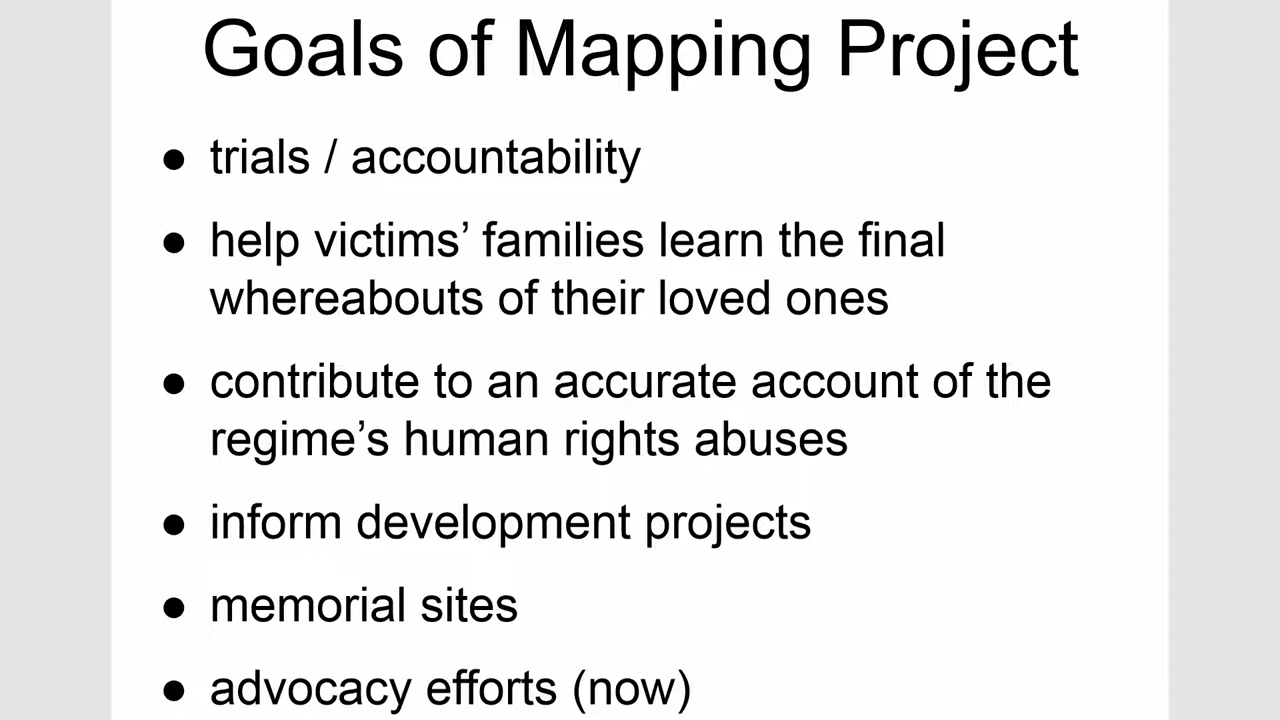 Goals of Mapping Project
● trials / accountability
● help victims’ families learn the final
whereabouts of their loved ones
● contribute to an accurate account of the
regime’s human rights abuses
● inform development projects
● memorial sites
● advocacy efforts (now)